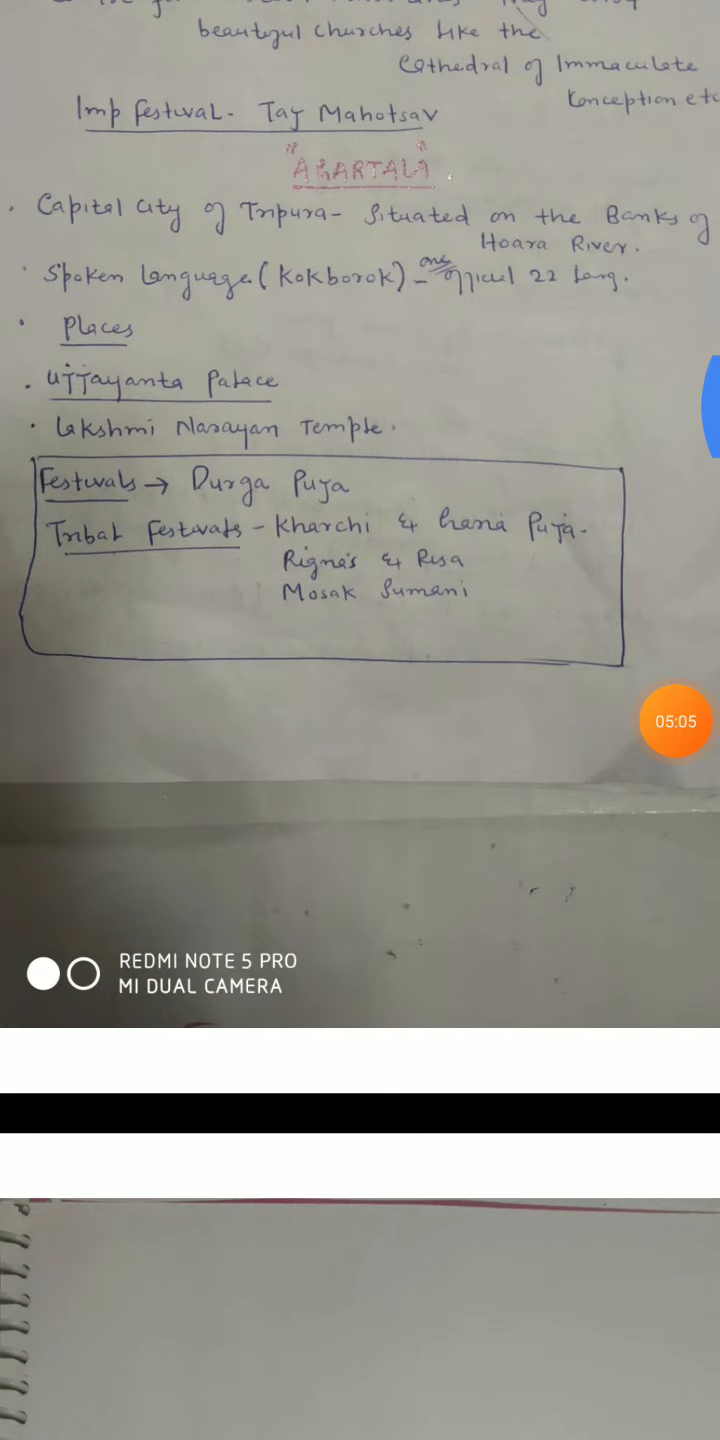 beautiful churches like the
Cathedral of Immaculate
Conception etc
Imp festival - Taj Mahotsav
"AGARTALA".
Capital city of Tripura - Situated on the Banks of
Hoara River.
Spoken Language (Kokborok) - one official 22 lang.
Places
Ujjayanta Palace
Lakshmi Narayan Temple.
Festivals → Durga Puja
Tribal Festivals - Kharchi & Garia Puja.
Rignais & Risa
Mosak Sumani
05:05
REDMI NOTE 5 PRO
MI DUAL CAMERA